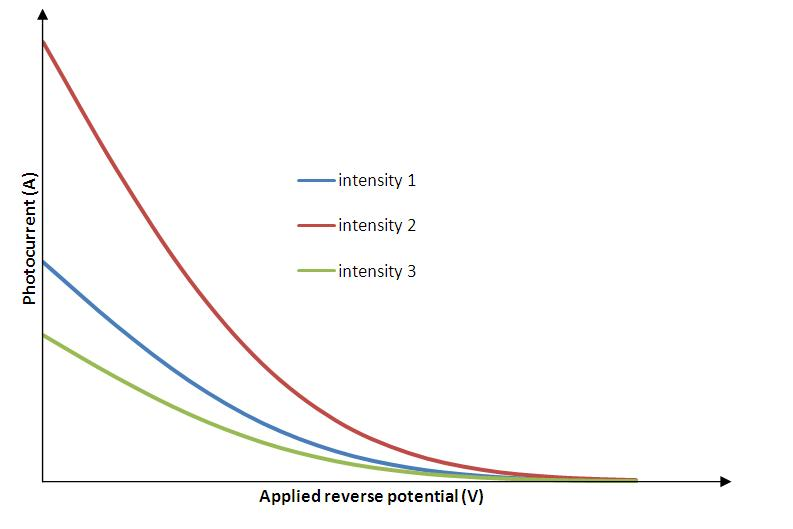 intensity 1
intensity 2
intensity 3
Photocurrent (A)
Applied reverse potential (V)